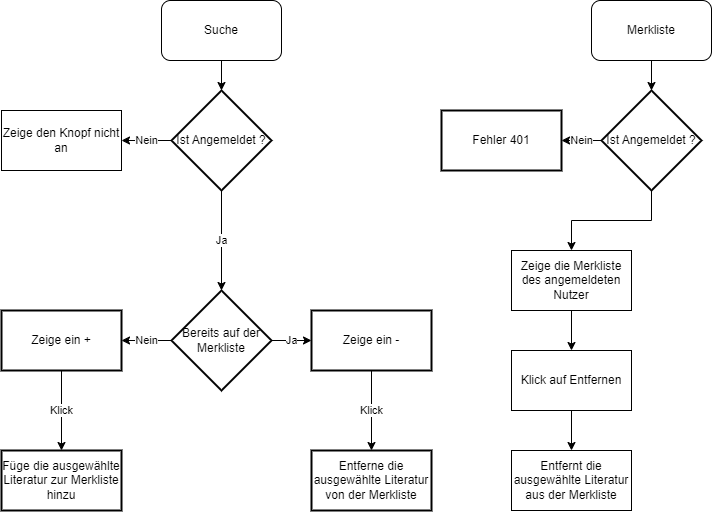 Suche
Merkliste
Zeige den Knopf nicht
an
Nein
Ist Angemeldet ?
Fehler 401
Nein
Ist Angemeldet ?
Ja
Zeige die Merkliste
des angemeldeten
Nutzer
Zeige ein +
Nein
Bereits auf der
Merkliste
Ja
Zeige ein -
Klick auf Entfernen
Klick
Klick
Füge die ausgewählte
Literatur zur Merkliste
hinzu
Entferne die
ausgewählte Literatur
von der Merkliste
Entfernt die
ausgewählte Literatur
aus der Merkliste